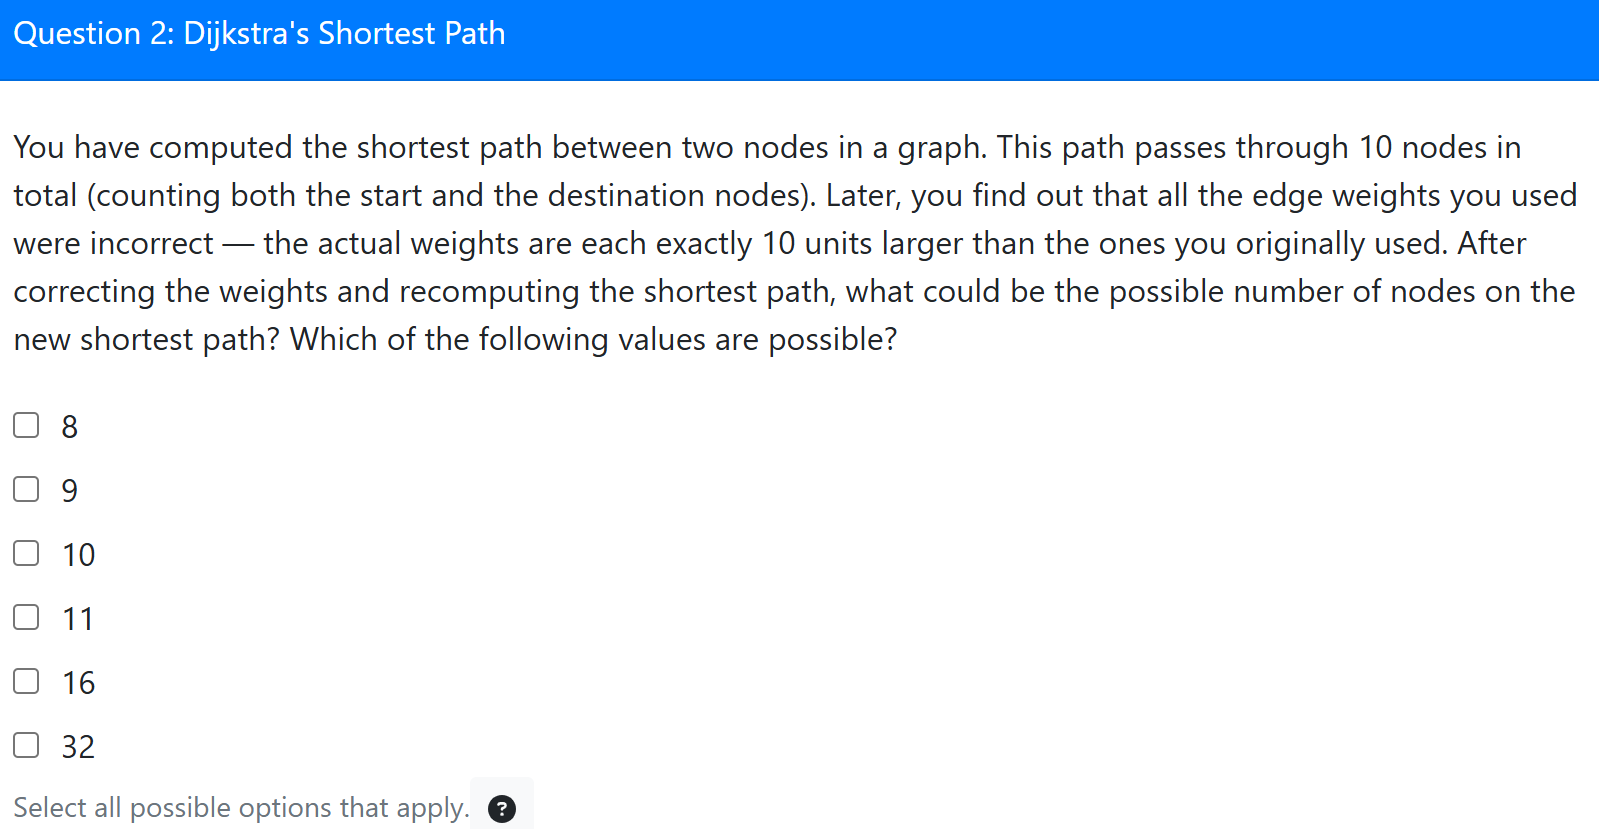 Question 2: Dijkstra's Shortest Path
You have computed the shortest path between two nodes in a graph. This path passes through 10 nodes in
total (counting both the start and the destination nodes). Later, you find out that all the edge weights you used
were incorrect — the actual weights are each exactly 10 units larger than the ones you originally used. After
correcting the weights and recomputing the shortest path, what could be the possible number of nodes on the
new shortest path? Which of the following values are possible?
8
9
10
11
16
32
Select all possible options that apply. ?